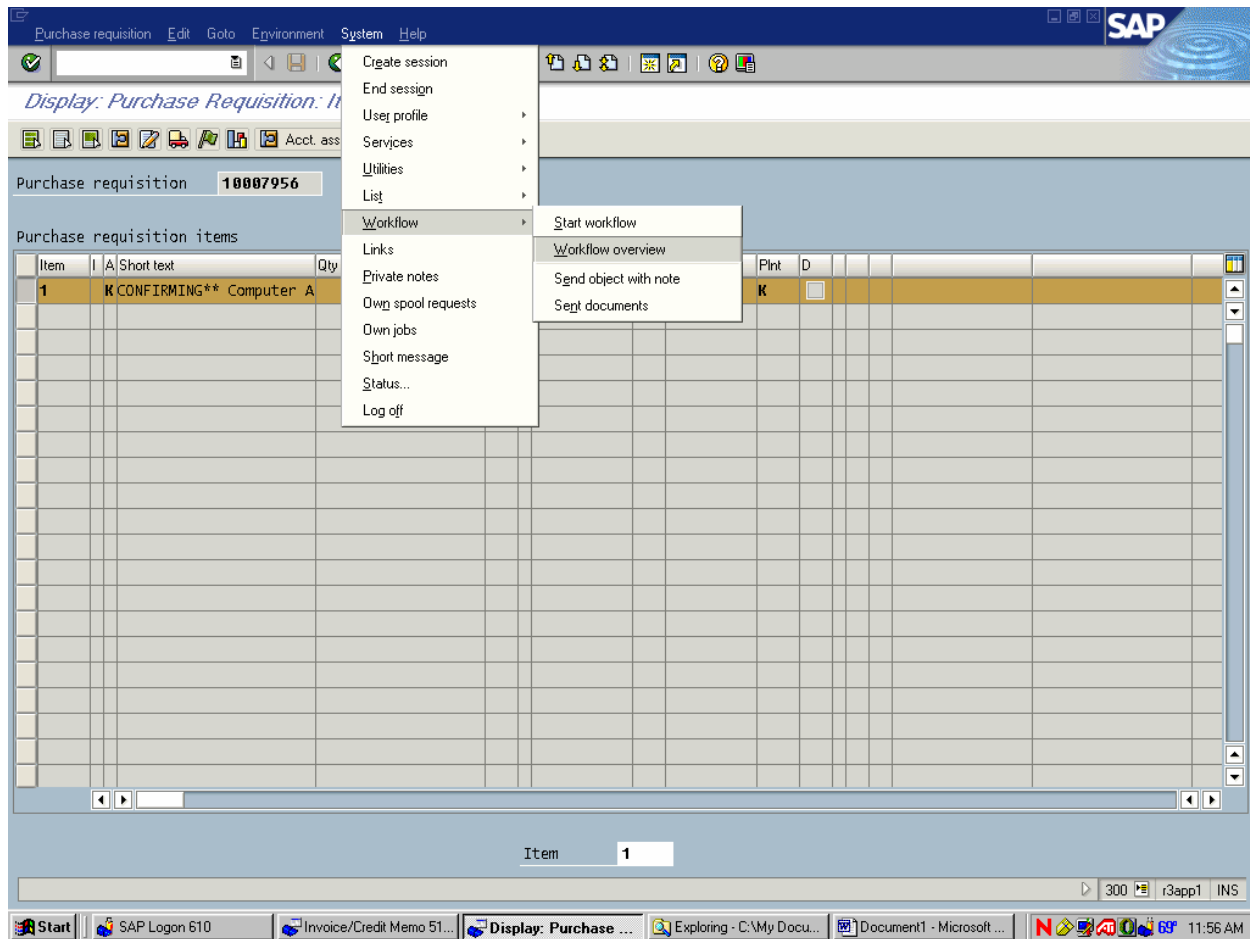 Purchase requisition Edit Goto Environment System Help
SAP
Display: Purchase Requisition: It
Acct. ass
Purchase requisition 10007956
Purchase requisition items
Item I A Short text Qty Plnt D
1 K CONFIRMING** Computer A K
Create session
End session
User profile
Services
Utilities
List
Workflow
Links
Private notes
Own spool requests
Own jobs
Short message
Status...
Log off
Start workflow
Workflow overview
Send object with note
Sent documents
Item 1
300 r3app1 INS
Start SAP Logon 610 Invoice/Credit Memo 51... Display: Purchase ... Exploring - C:\My Docu... Document1 - Microsoft ... N 69° 11:56 AM